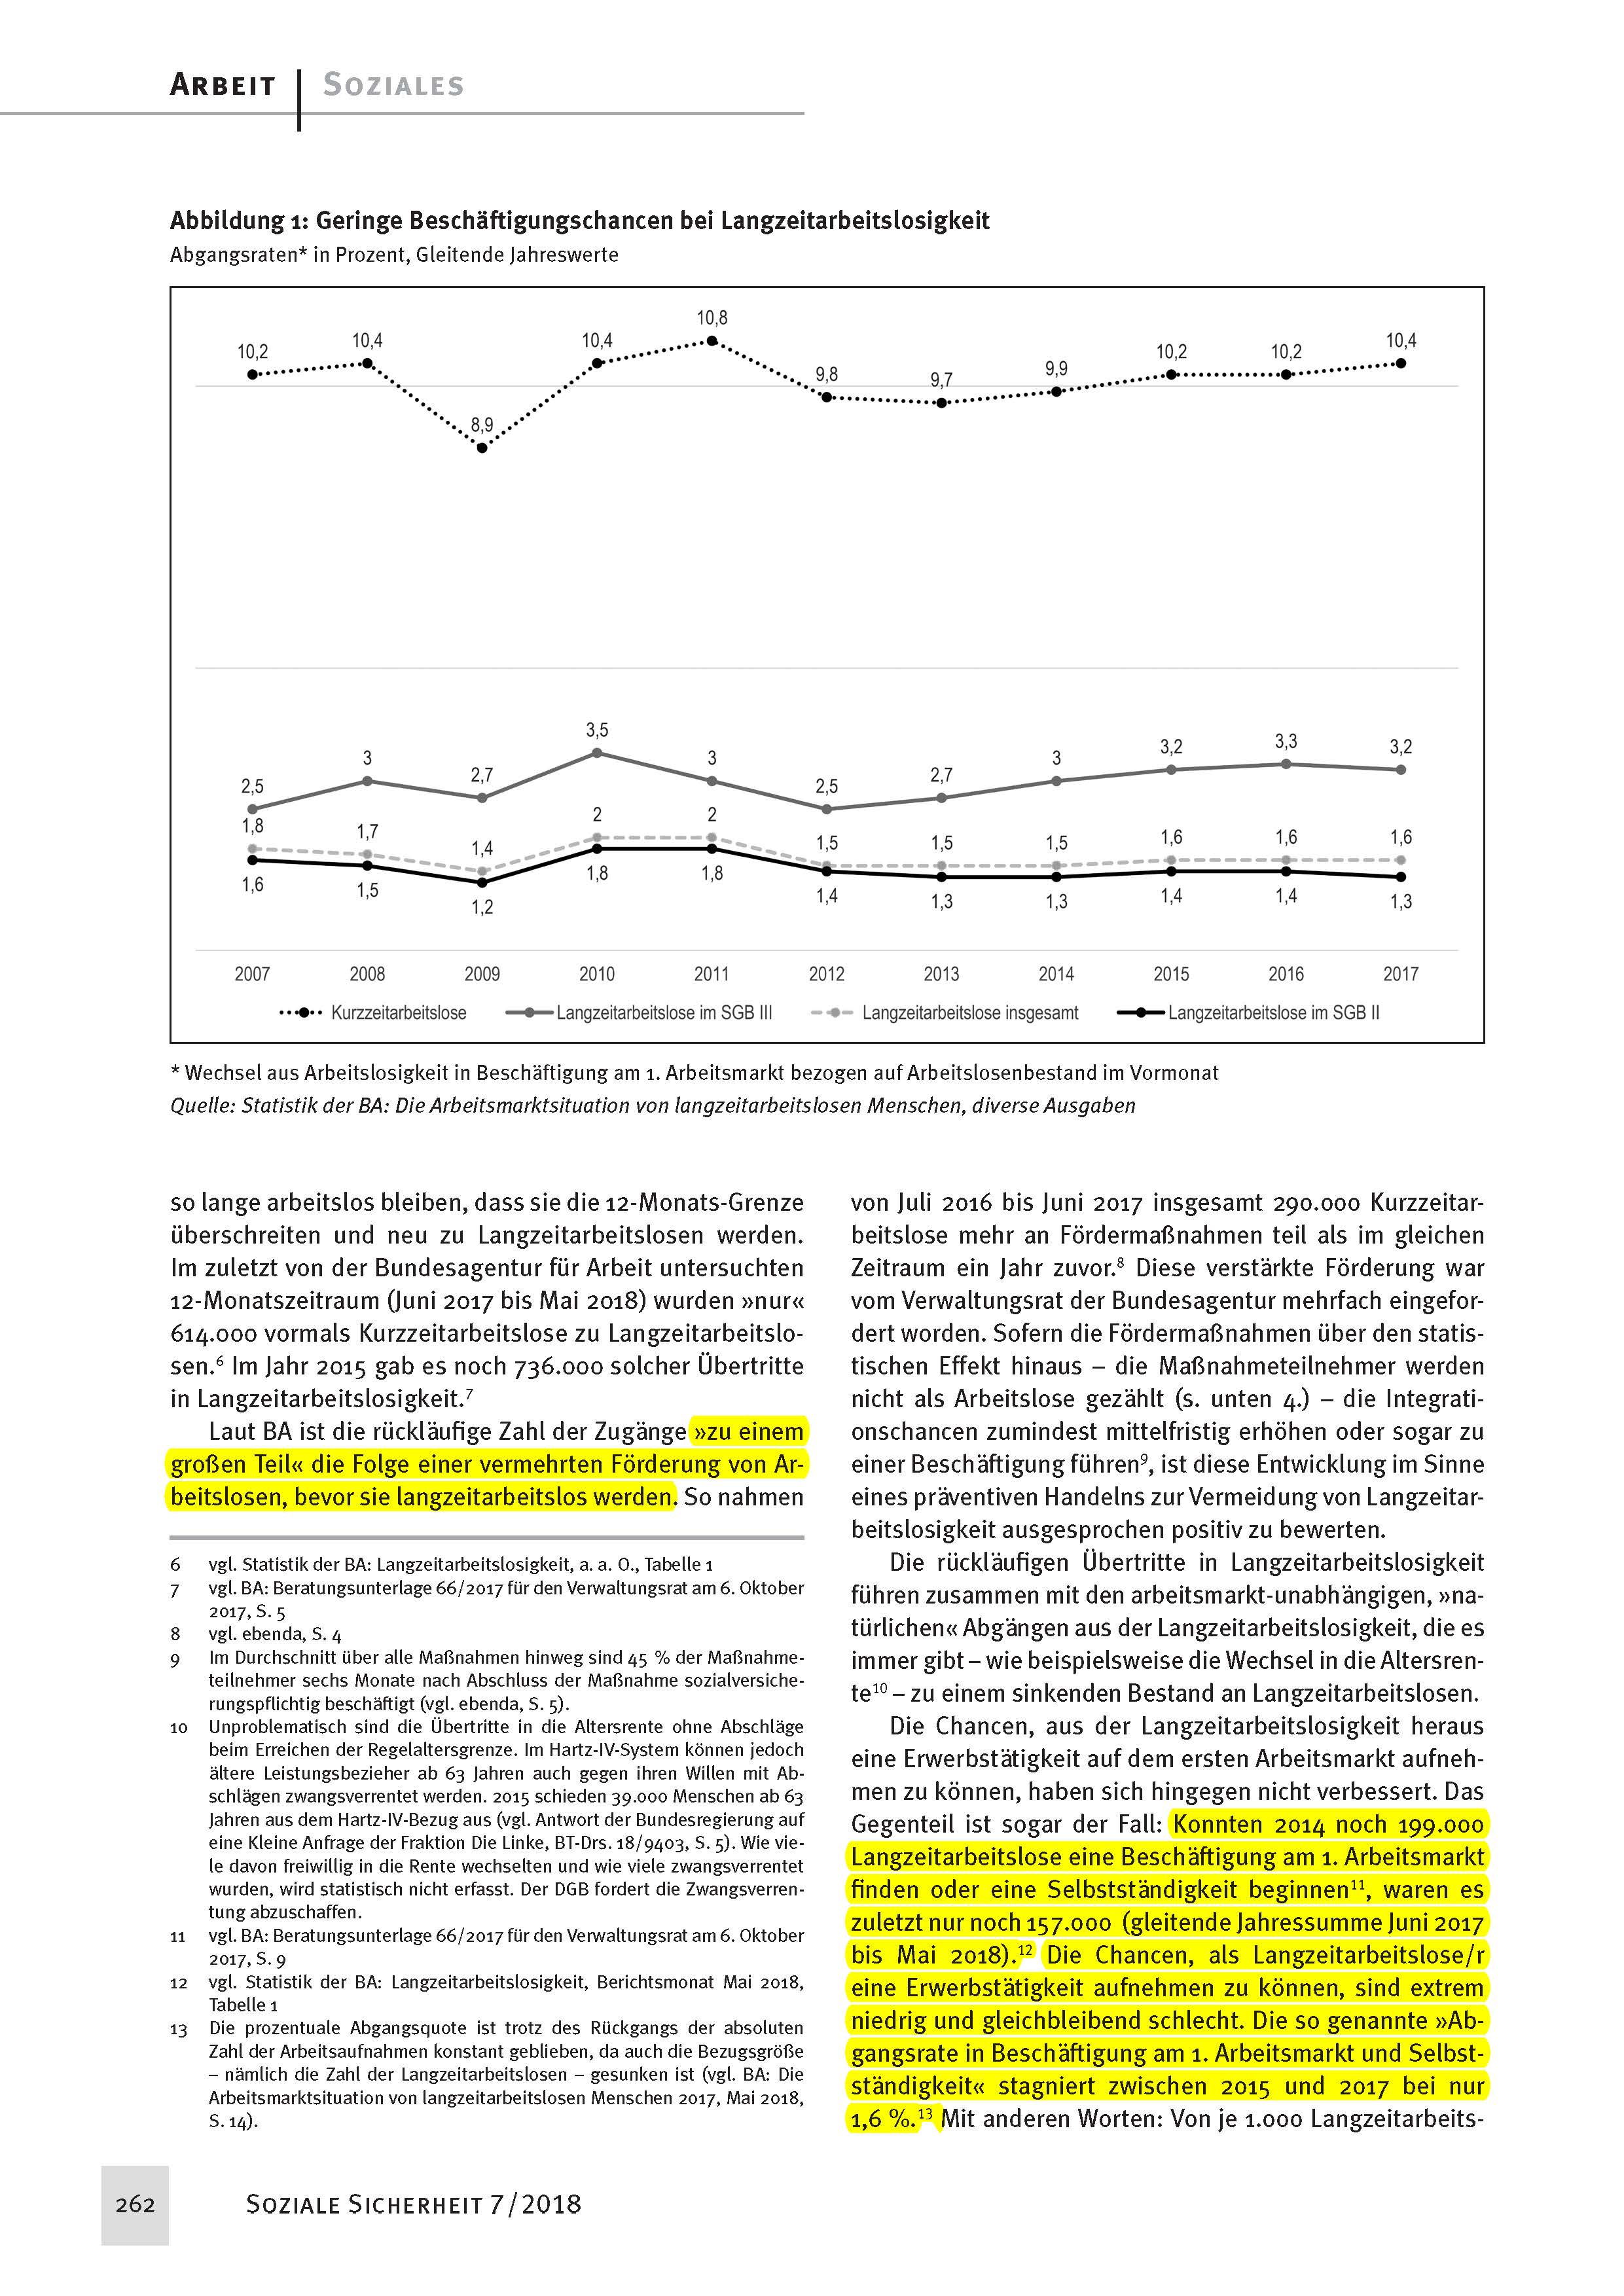 ARBEIT SOZIALES
Abbildung 1: Geringe Beschäftigungschancen bei Langzeitarbeitslosigkeit
Abgangsraten* in Prozent, Gleitende Jahreswerte
10,2 10,4 8,9 10,4 10,8 9,8 9,7 9,9 10,2 10,2 10,4
2,5 3 2,7 3,5 3 2,5 2,7 3 3,2 3,3 3,2
1,8 1,7 1,4 2 2 1,5 1,5 1,5 1,6 1,6 1,6
1,6 1,5 1,2 1,8 1,8 1,4 1,3 1,3 1,4 1,4 1,3
2007 2008 2009 2010 2011 2012 2013 2014 2015 2016 2017
Kurzzeitarbeitslose Langzeitarbeitslose im SGB III Langzeitarbeitslose insgesamt Langzeitarbeitslose im SGB II
* Wechsel aus Arbeitslosigkeit in Beschäftigung am 1. Arbeitsmarkt bezogen auf Arbeitslosenbestand im Vormonat
Quelle: Statistik der BA: Die Arbeitsmarktsituation von langzeitarbeitslosen Menschen, diverse Ausgaben
so lange arbeitslos bleiben, dass sie die 12-Monats-Grenze
überschreiten und neu zu Langzeitarbeitslosen werden.
Im zuletzt von der Bundesagentur für Arbeit untersuchten
12-Monatszeitraum (Juni 2017 bis Mai 2018) wurden »nur«
614.000 vormals Kurzzeitarbeitslose zu Langzeitarbeitslo-
sen.⁶ Im Jahr 2015 gab es noch 736.000 solcher Übertritte
in Langzeitarbeitslosigkeit.⁷
Laut BA ist die rückläufige Zahl der Zugänge »zu einem
großen Teil« die Folge einer vermehrten Förderung von Ar-
beitslosen, bevor sie langzeitarbeitslos werden. So nahmen
6 vgl. Statistik der BA: Langzeitarbeitslosigkeit, a. a. O., Tabelle 1
7 vgl. BA: Beratungsunterlage 66/2017 für den Verwaltungsrat am 6. Oktober
2017, S. 5
8 vgl. ebenda, S. 4
9 Im Durchschnitt über alle Maßnahmen hinweg sind 45 % der Maßnahme-
teilnehmer sechs Monate nach Abschluss der Maßnahme sozialversiche-
rungspflichtig beschäftigt (vgl. ebenda, S. 5).
10 Unproblematisch sind die Übertritte in die Altersrente ohne Abschläge
beim Erreichen der Regelaltersgrenze. Im Hartz-IV-System können jedoch
ältere Leistungsbezieher ab 63 Jahren auch gegen ihren Willen mit Ab-
schlägen zwangsverrentet werden. 2015 schieden 39.000 Menschen ab 63
Jahren aus dem Hartz-IV-Bezug aus (vgl. Antwort der Bundesregierung auf
eine Kleine Anfrage der Fraktion Die Linke, BT-Drs. 18/9403, S. 5). Wie vie-
le davon freiwillig in die Rente wechselten und wie viele zwangsverrentet
wurden, wird statistisch nicht erfasst. Der DGB fordert die Zwangsverren-
tung abzuschaffen.
11 vgl. BA: Beratungsunterlage 66/2017 für den Verwaltungsrat am 6. Oktober
2017, S. 9
12 vgl. Statistik der BA: Langzeitarbeitslosigkeit, Berichtsmonat Mai 2018,
Tabelle 1
13 Die prozentuale Abgangsquote ist trotz des Rückgangs der absoluten
Zahl der Arbeitsaufnahmen konstant geblieben, da auch die Bezugsgröße
– nämlich die Zahl der Langzeitarbeitslosen – gesunken ist (vgl. BA: Die
Arbeitsmarktsituation von langzeitarbeitslosen Menschen 2017, Mai 2018,
S. 14).
von Juli 2016 bis Juni 2017 insgesamt 290.000 Kurzzeitar-
beitslose mehr an Fördermaßnahmen teil als im gleichen
Zeitraum ein Jahr zuvor.⁸ Diese verstärkte Förderung war
vom Verwaltungsrat der Bundesagentur mehrfach eingefor-
dert worden. Sofern die Fördermaßnahmen über den statis-
tischen Effekt hinaus – die Maßnahmeteilnehmer werden
nicht als Arbeitslose gezählt (s. unten 4.) – die Integrati-
onschancen zumindest mittelfristig erhöhen oder sogar zu
einer Beschäftigung führen⁹, ist diese Entwicklung im Sinne
eines präventiven Handelns zur Vermeidung von Langzeitar-
beitslosigkeit ausgesprochen positiv zu bewerten.
Die rückläufigen Übertritte in Langzeitarbeitslosigkeit
führen zusammen mit den arbeitsmarkt-unabhängigen, »na-
türlichen« Abgängen aus der Langzeitarbeitslosigkeit, die es
immer gibt – wie beispielsweise die Wechsel in die Altersren-
te¹⁰ – zu einem sinkenden Bestand an Langzeitarbeitslosen.
Die Chancen, aus der Langzeitarbeitslosigkeit heraus
eine Erwerbstätigkeit auf dem ersten Arbeitsmarkt aufneh-
men zu können, haben sich hingegen nicht verbessert. Das
Gegenteil ist sogar der Fall: Konnten 2014 noch 199.000
Langzeitarbeitslose eine Beschäftigung am 1. Arbeitsmarkt
finden oder eine Selbstständigkeit beginnen¹¹, waren es
zuletzt nur noch 157.000 (gleitende Jahressumme Juni 2017
bis Mai 2018).¹² Die Chancen, als Langzeitarbeitslose/r
eine Erwerbstätigkeit aufnehmen zu können, sind extrem
niedrig und gleichbleibend schlecht. Die so genannte »Ab-
gangsrate in Beschäftigung am 1. Arbeitsmarkt und Selbst-
ständigkeit« stagniert zwischen 2015 und 2017 bei nur
1,6 %.¹³ Mit anderen Worten: Von je 1.000 Langzeitarbeits-
262 SOZIALE SICHERHEIT 7/2018